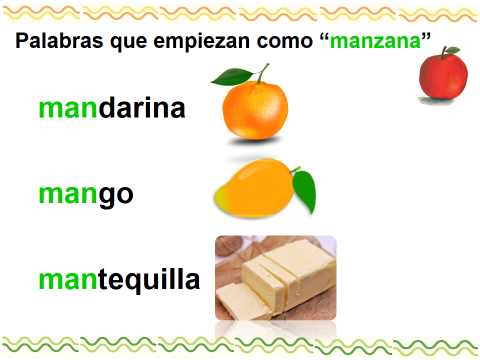 Palabras que empiezan como “manzana”
mandarina
mango
mantequilla